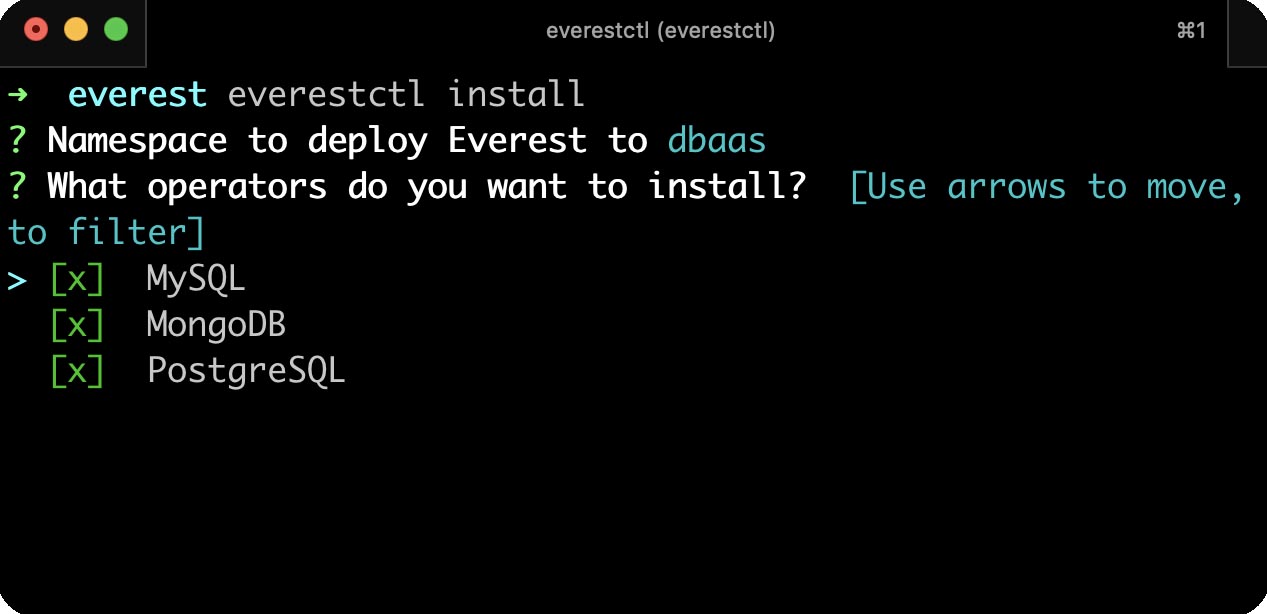 everestctl (everestctl)
⌘1
➜ everest everestctl install
? Namespace to deploy Everest to dbaas
? What operators do you want to install?  [Use arrows to move,
to filter]
> [x]  MySQL
  [x]  MongoDB
  [x]  PostgreSQL